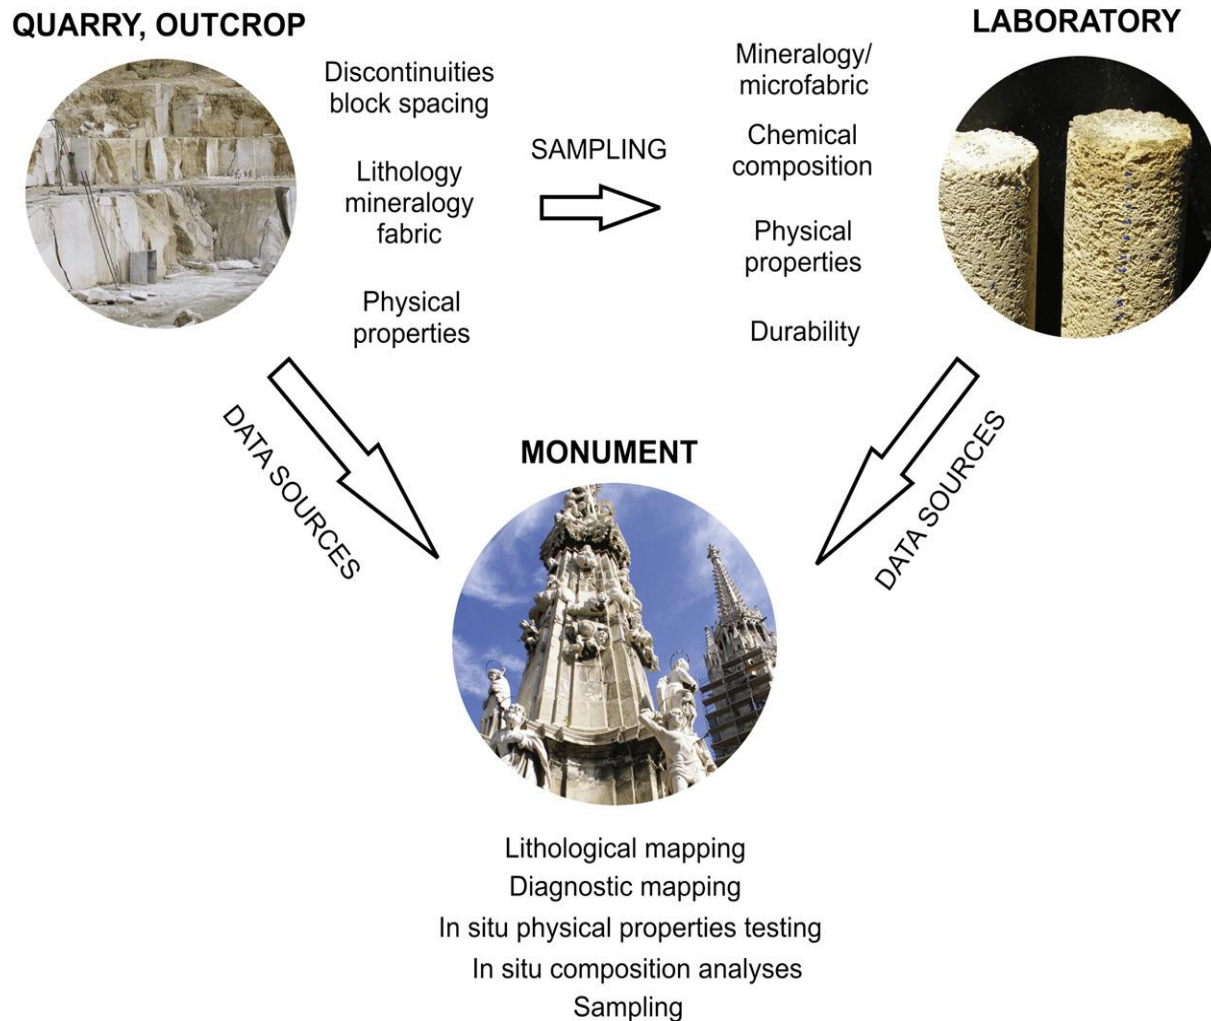 QUARRY, OUTCROP
Discontinuities
block spacing
Lithology
mineralogy
fabric
Physical
properties
SAMPLING
LABORATORY
Mineralogy/
microfabric
Chemical
composition
Physical
properties
Durability
DATA SOURCES
DATA SOURCES
MONUMENT
Lithological mapping
Diagnostic mapping
In situ physical properties testing
In situ composition analyses
Sampling